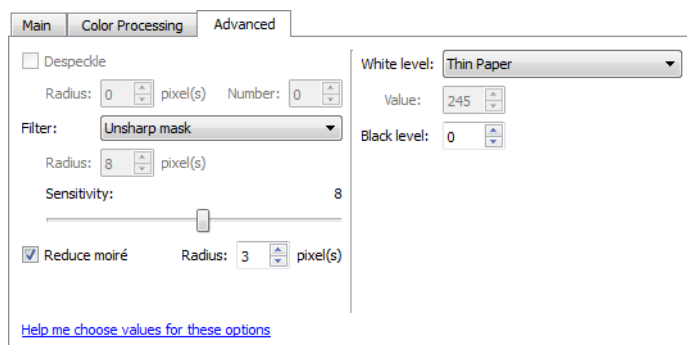 Main Color Processing Advanced
Despeckle
Radius: 0 pixel(s) Number: 0
Filter: Unsharp mask
Radius: 8 pixel(s)
Sensitivity: 8
Reduce moiré Radius: 3 pixel(s)
Help me choose values for these options
White level: Thin Paper
Value: 245
Black level: 0